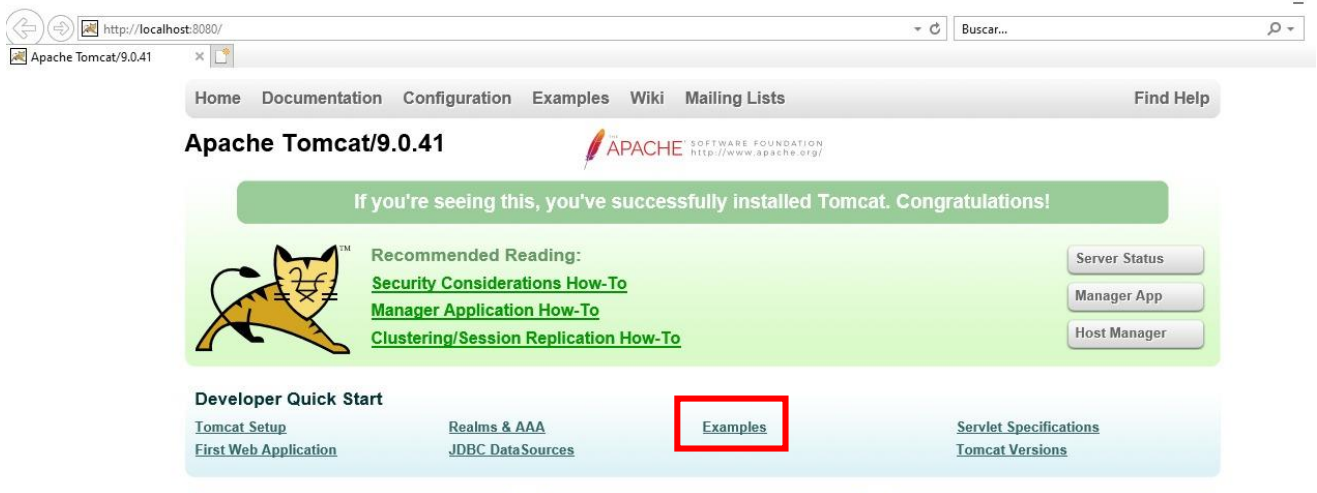 http://localhost:8080/
Buscar...
Apache Tomcat/9.0.41
Home Documentation Configuration Examples Wiki Mailing Lists Find Help
Apache Tomcat/9.0.41
THE APACHE SOFTWARE FOUNDATION
http://www.apache.org/
If you're seeing this, you've successfully installed Tomcat. Congratulations!
TM
Recommended Reading:
Security Considerations How-To
Manager Application How-To
Clustering/Session Replication How-To
Server Status
Manager App
Host Manager
Developer Quick Start
Tomcat Setup
First Web Application
Realms & AAA
JDBC DataSources
Examples
Servlet Specifications
Tomcat Versions